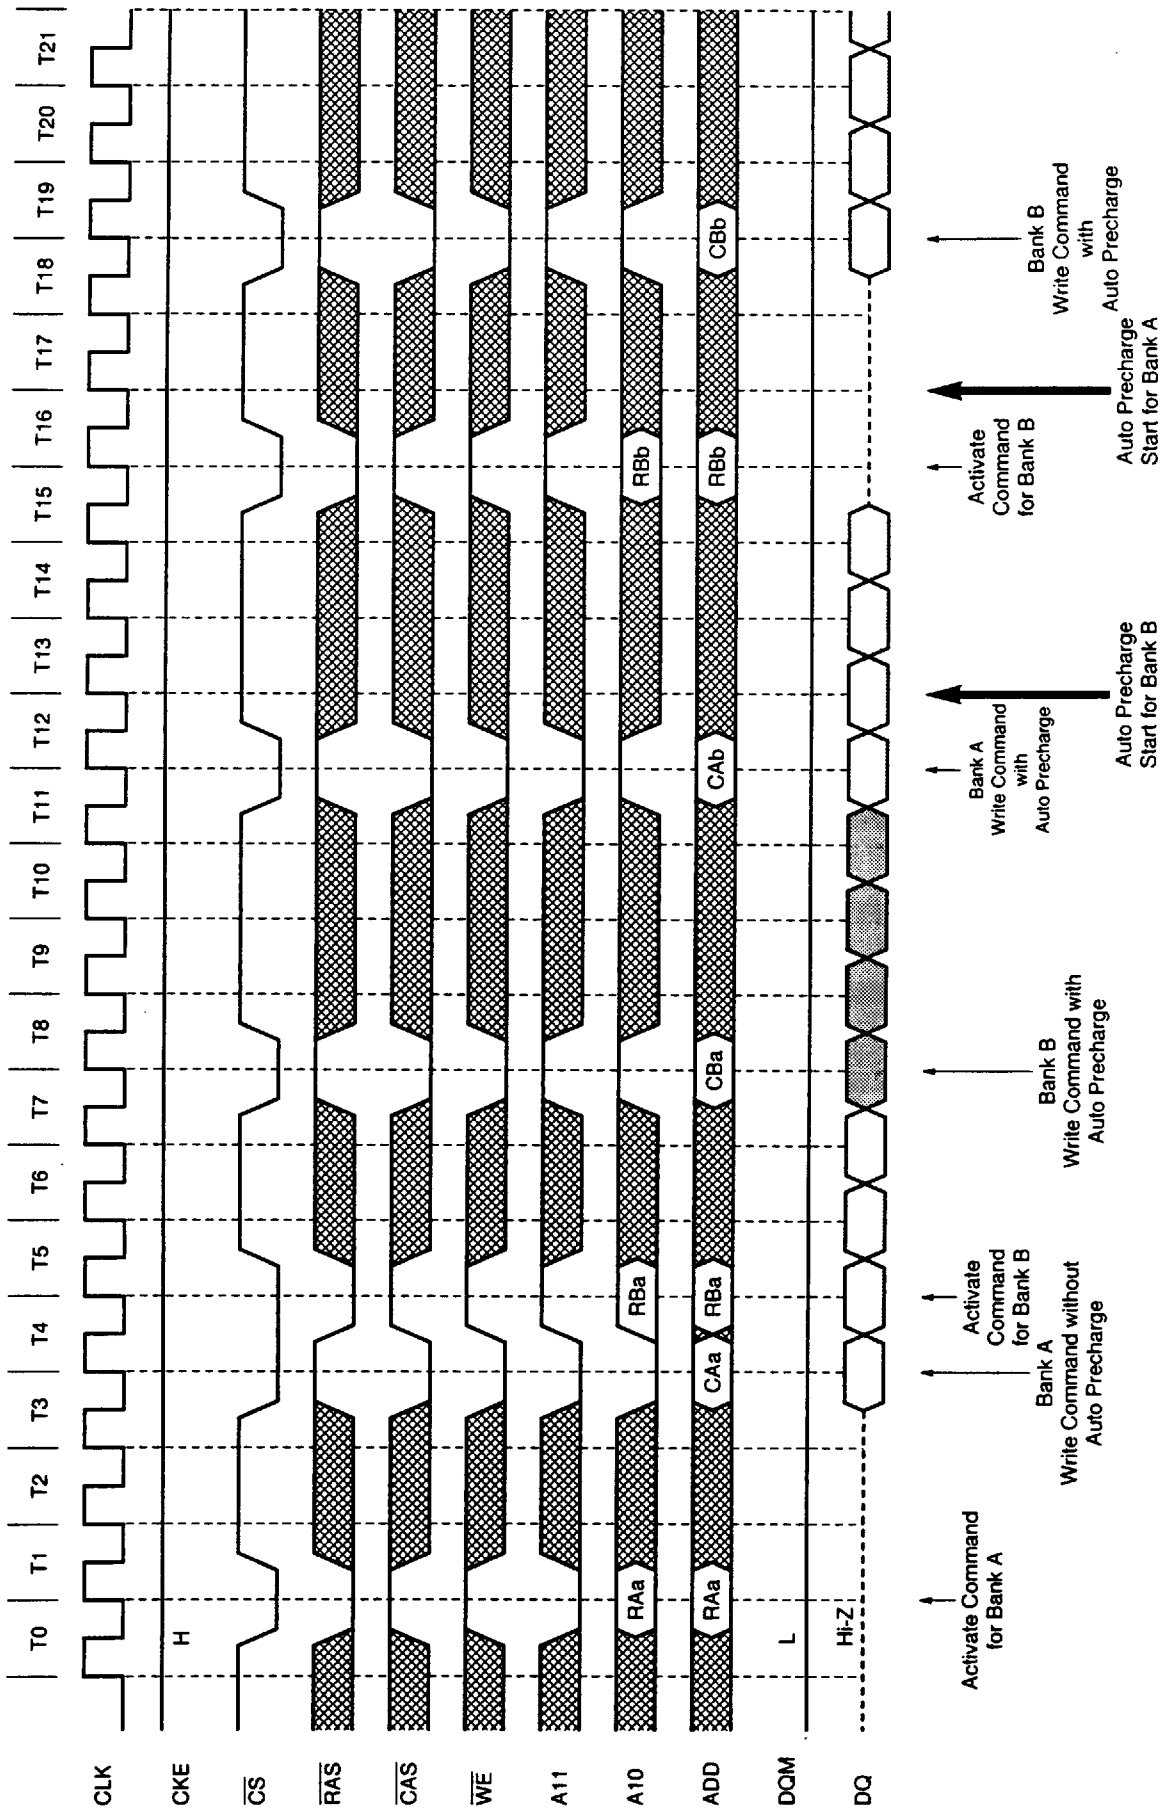 T0 T1 T2 T3 T4 T5 T6 T7 T8 T9 T10 T11 T12 T13 T14 T15 T16 T17 T18 T19 T20 T21
CLK
CKE H
CS
RAS
CAS
WE
A11
A10 RAa RBa RBb
ADD RAa CAa RBa CBa CAb RBb CBb
DQM L
DQ Hi-Z
Activate Command
for Bank A
Bank A
Write Command without
Auto Precharge
Activate
Command
for Bank B
Bank B
Write Command with
Auto Precharge
Bank A
Write Command
with
Auto Precharge
Auto Precharge
Start for Bank B
Activate
Command
for Bank B
Auto Precharge
Start for Bank A
Bank B
Write Command
with
Auto Precharge